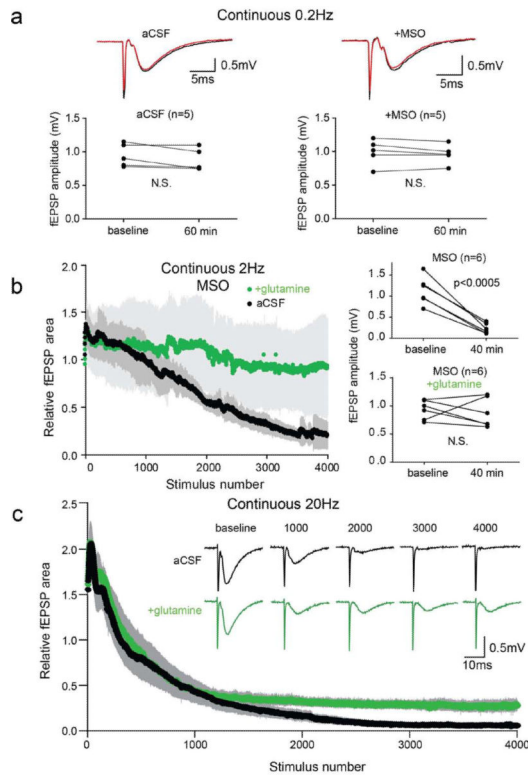 a
Continuous 0.2Hz
aCSF
0.5mV
5ms
+MSO
0.5mV
5ms
aCSF (n=5)
fEPSP amplitude (mV)
1.5
1.0
0.5
0.0
N.S.
baseline
60 min
+MSO (n=5)
fEPSP amplitude (mV)
1.5
1.0
0.5
0.0
N.S.
baseline
60 min
b
Continuous 2Hz
MSO
+glutamine
aCSF
Relative fEPSP area
2.0
1.5
1.0
0.5
0.0
0
1000
2000
3000
4000
Stimulus number
MSO (n=6)
p<0.0005
fEPSP amplitude (mV)
1.5
1.0
0.5
0.0
baseline
40 min
MSO (n=6)
+glutamine
1.5
1.0
0.5
0.0
N.S.
baseline
40 min
c
Continuous 20Hz
baseline
1000
2000
3000
4000
aCSF
+glutamine
0.5mV
10ms
Relative fEPSP area
2.5
2.0
1.5
1.0
0.5
0.0
0
1000
2000
3000
4000
Stimulus number